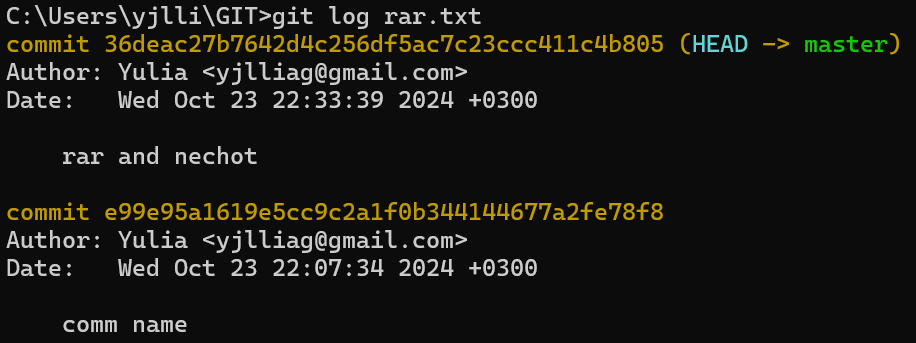 C:\Users\yjlli\GIT>git log rar.txt
commit 36deac27b7642d4c256df5ac7c23ccc411c4b805 (HEAD -> master)
Author: Yulia <yjlliag@gmail.com>
Date:   Wed Oct 23 22:33:39 2024 +0300
    rar and nechot
commit e99e95a1619e5cc9c2a1f0b344144677a2fe78f8
Author: Yulia <yjlliag@gmail.com>
Date:   Wed Oct 23 22:07:34 2024 +0300
    comm name